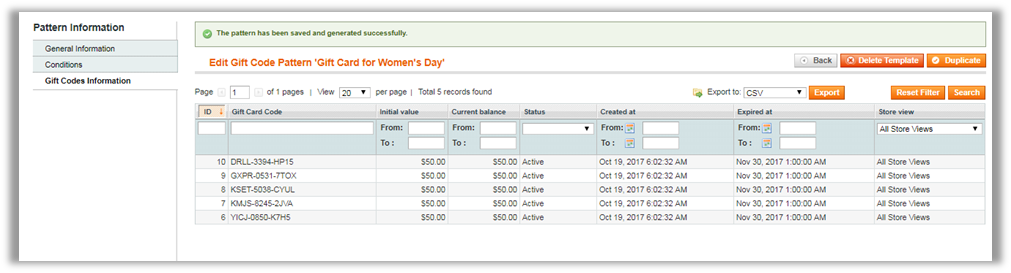 Pattern Information
General Information
Conditions
Gift Codes Information
The pattern has been saved and generated successfully.
Edit Gift Code Pattern 'Gift Card for Women's Day'
Back Delete Template Duplicate
Page 1 of 1 pages | View 20 per page | Total 5 records found Export to: CSV Export Reset Filter Search
ID Gift Card Code Initial value Current balance Status Created at Expired at Store view
From: From: From: From: All Store Views
To : To : To : To :
10 DRLL-3394-HP15 $50.00 $50.00 Active Oct 19, 2017 6:02:32 AM Nov 30, 2017 1:00:00 AM All Store Views
9 GXPR-0531-7TOX $50.00 $50.00 Active Oct 19, 2017 6:02:32 AM Nov 30, 2017 1:00:00 AM All Store Views
8 KSET-5038-CYUL $50.00 $50.00 Active Oct 19, 2017 6:02:32 AM Nov 30, 2017 1:00:00 AM All Store Views
7 KMJS-8245-2JVA $50.00 $50.00 Active Oct 19, 2017 6:02:32 AM Nov 30, 2017 1:00:00 AM All Store Views
6 YICJ-0850-K7H5 $50.00 $50.00 Active Oct 19, 2017 6:02:32 AM Nov 30, 2017 1:00:00 AM All Store Views